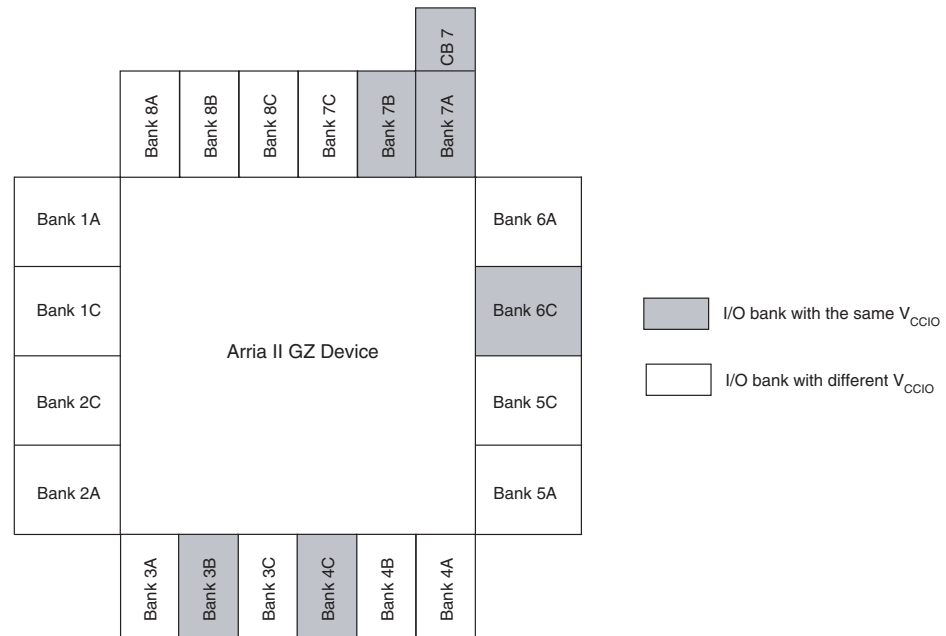 CB 7
Bank 8A
Bank 8B
Bank 8C
Bank 7C
Bank 7B
Bank 7A
Bank 1A
Bank 6A
Bank 1C
Bank 6C
I/O bank with the same VCCIO
Arria II GZ Device
I/O bank with different VCCIO
Bank 2C
Bank 5C
Bank 2A
Bank 5A
Bank 3A
Bank 3B
Bank 3C
Bank 4C
Bank 4B
Bank 4A